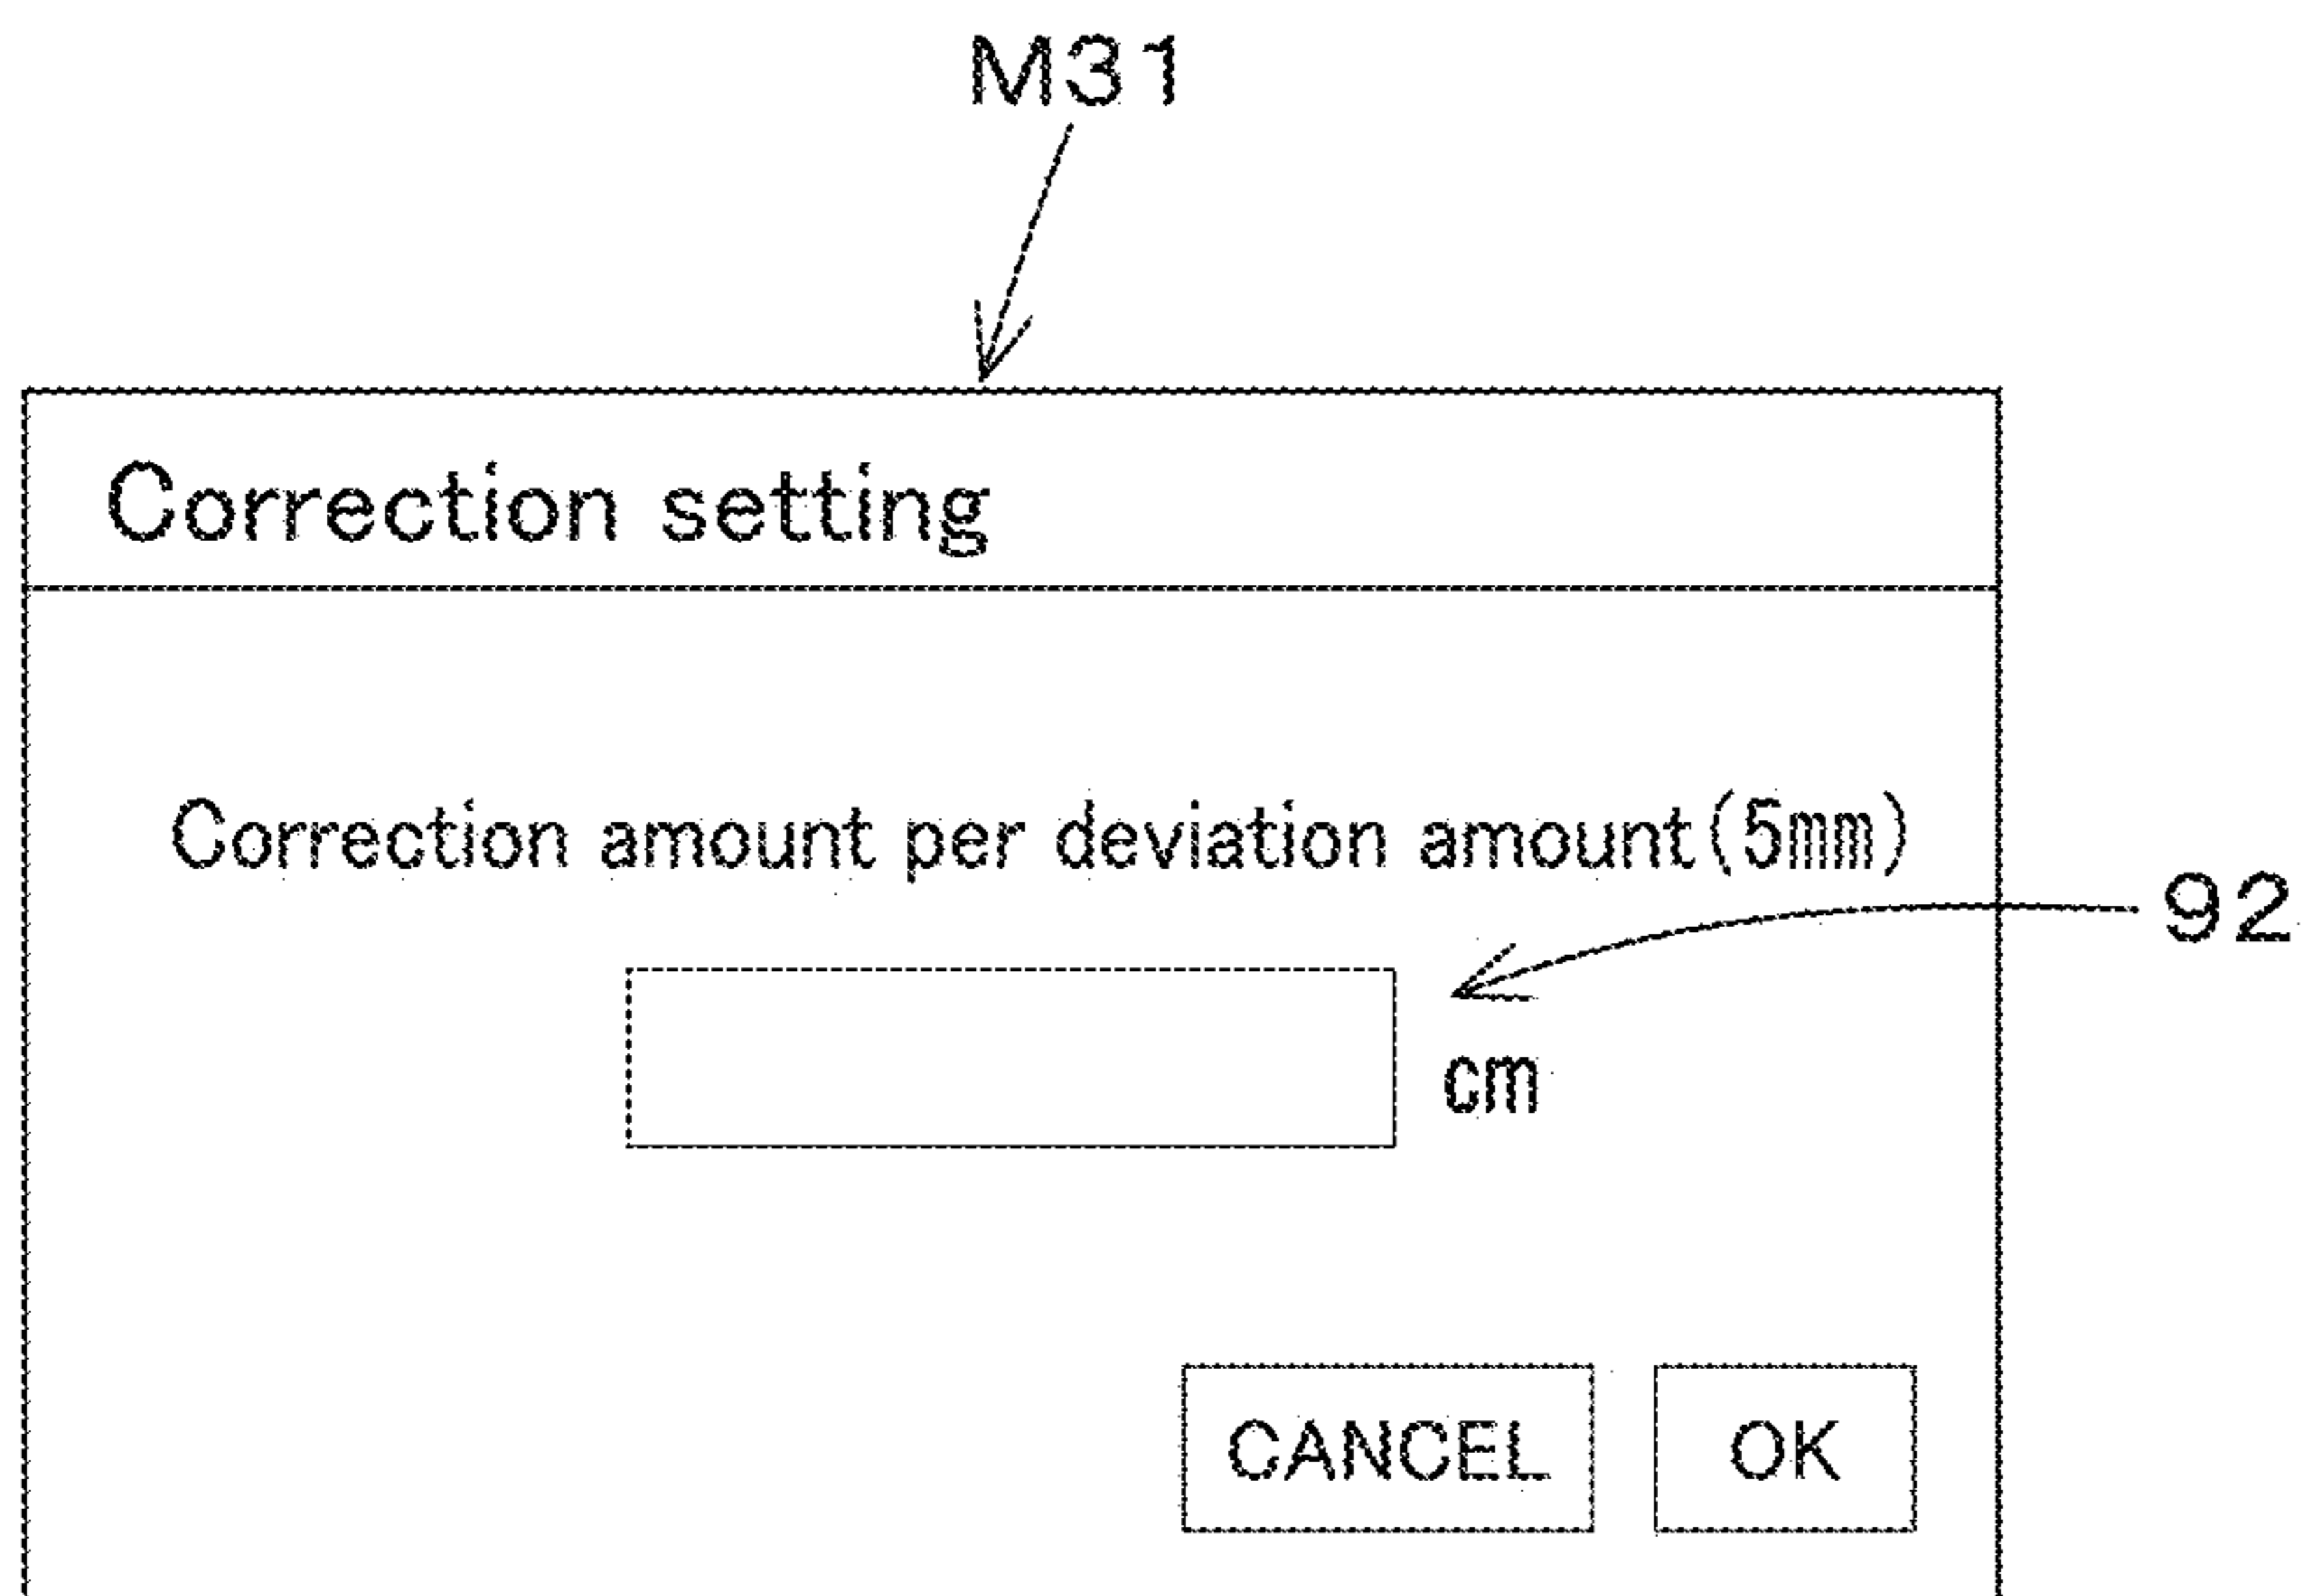 M31
Correction setting
Correction amount per deviation amount(5mm)
92
cm
CANCEL OK